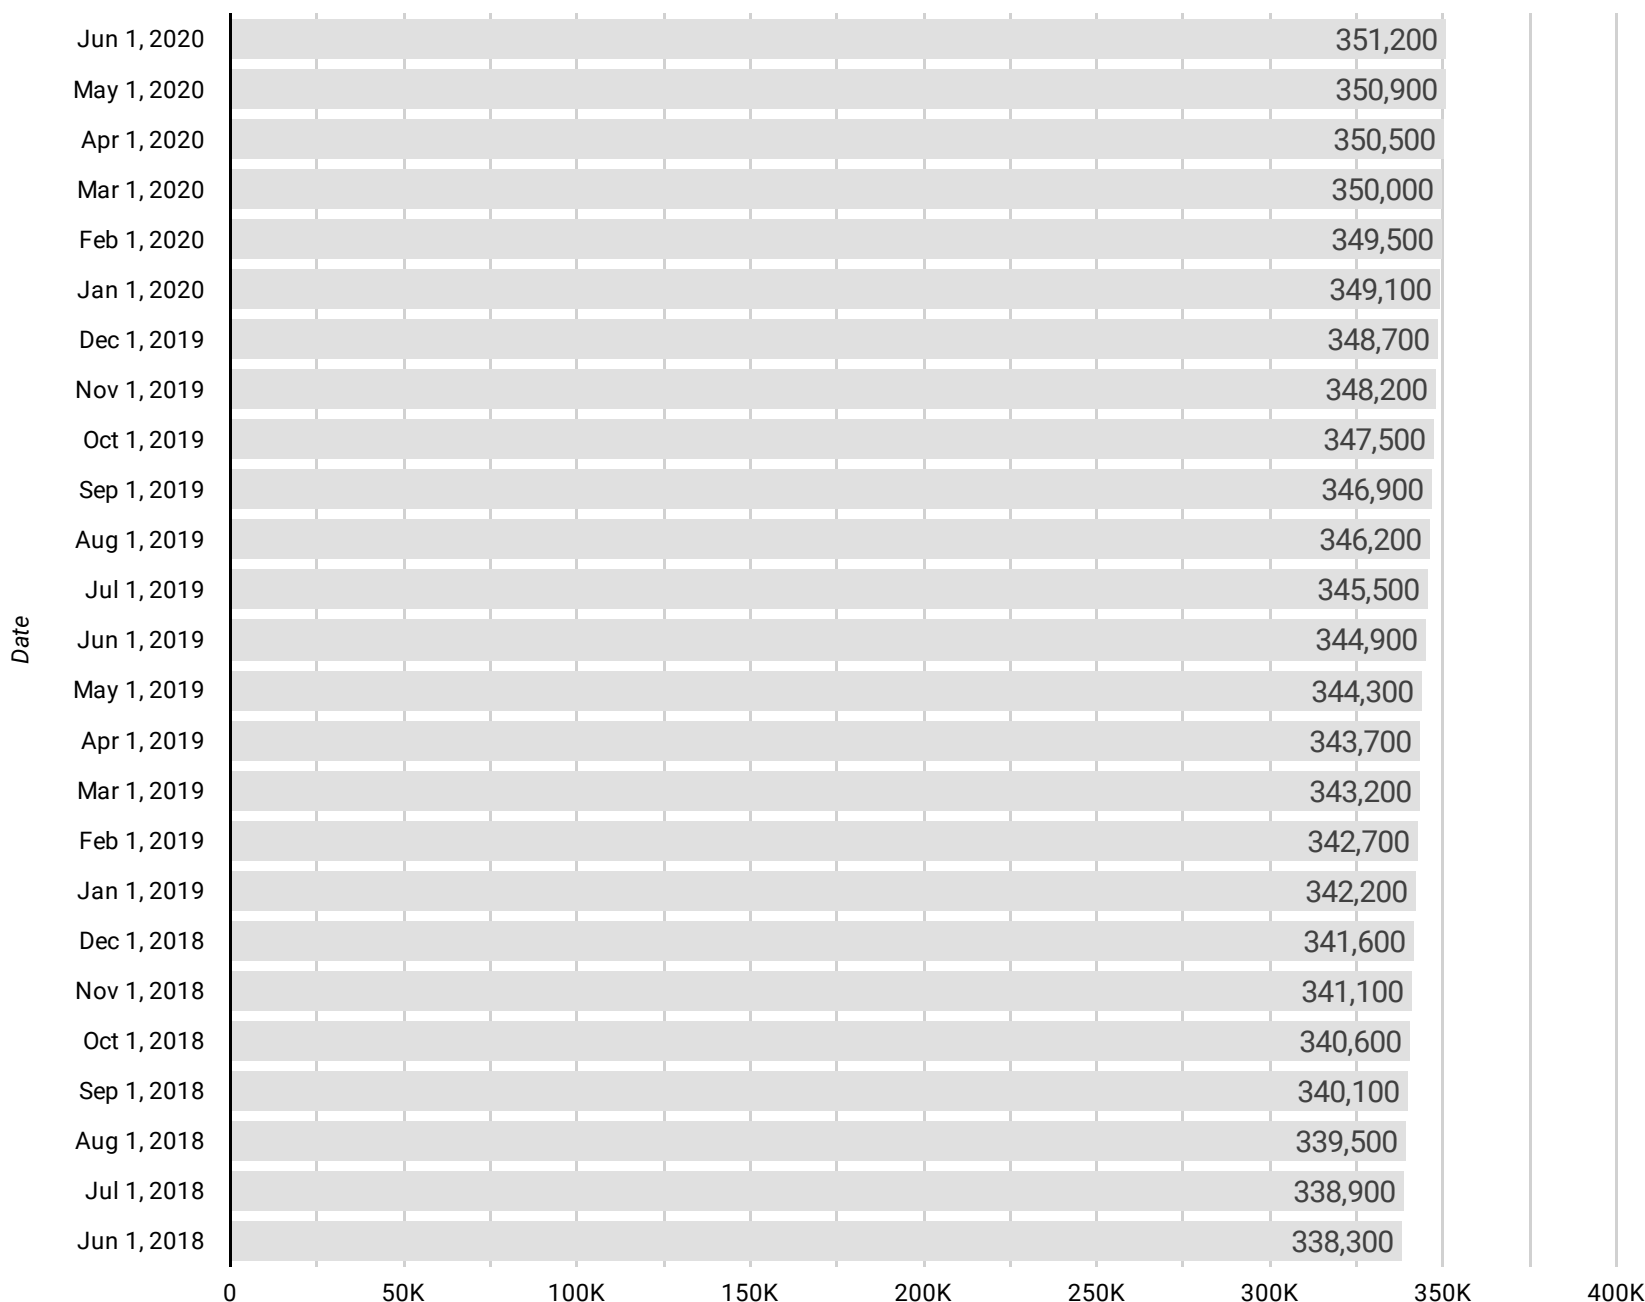 Jun 1, 2020 351,200
May 1, 2020 350,900
Apr 1, 2020 350,500
Mar 1, 2020 350,000
Feb 1, 2020 349,500
Jan 1, 2020 349,100
Dec 1, 2019 348,700
Nov 1, 2019 348,200
Oct 1, 2019 347,500
Sep 1, 2019 346,900
Aug 1, 2019 346,200
Jul 1, 2019 345,500
Jun 1, 2019 344,900
May 1, 2019 344,300
Apr 1, 2019 343,700
Mar 1, 2019 343,200
Feb 1, 2019 342,700
Jan 1, 2019 342,200
Dec 1, 2018 341,600
Nov 1, 2018 341,100
Oct 1, 2018 340,600
Sep 1, 2018 340,100
Aug 1, 2018 339,500
Jul 1, 2018 338,900
Jun 1, 2018 338,300
0 50K 100K 150K 200K 250K 300K 350K 400K
Date